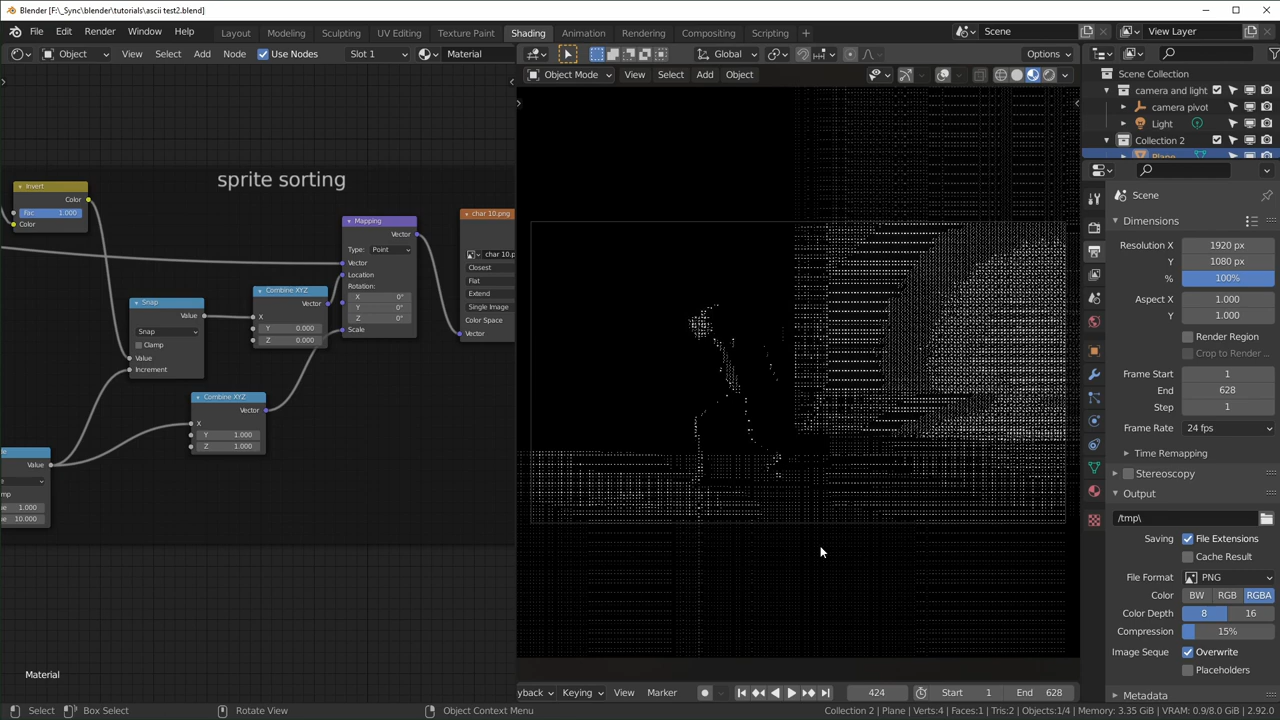 Blender [F:\_Sync\blender\tutorials\ascii test2.blend]
File Edit Render Window Help Layout Modeling Sculpting UV Editing Texture Paint Shading Animation Rendering Compositing Scripting + Scene View Layer
Object View Select Add Node Use Nodes Slot 1 Material Global Options
Object Mode View Select Add Object
Scene Collection
camera and light
camera pivot
Light
Collection 2
Plane
sprite sorting
Invert
Color
Fac 1.000
Color
Snap
Value
Snap
Clamp
Value
Increment
Combine XYZ
Vector
X
Y 0.000
Z 0.000
Combine XYZ
Vector
X
Y 1.000
Z 1.000
Value
1.000
10.000
Mapping
Vector
Type: Point
Vector
Location
Rotation:
X 0°
Y 0°
Z 0°
Scale
char 10.png
char 10.p
Closest
Flat
Extend
Single Image
Color Space
Vector
Material
Scene
Dimensions
Resolution X 1920 px
Y 1080 px
% 100%
Aspect X 1.000
Y 1.000
Render Region
Crop to Render ...
Frame Start 1
End 628
Step 1
Frame Rate 24 fps
Time Remapping
Stereoscopy
Output
/tmp\
Saving File Extensions
Cache Result
File Format PNG
Color BW RGB RGBA
Color Depth 8 16
Compression 15%
Image Seque Overwrite
Placeholders
Metadata
yback Keying View Marker 424 Start 1 End 628
Select Box Select Rotate View Object Context Menu Collection 2 | Plane | Verts:4 | Faces:1 | Tris:2 | Objects:1/4 | Memory: 3.35 GiB | VRAM: 0.9/8.0 GiB | 2.92.0